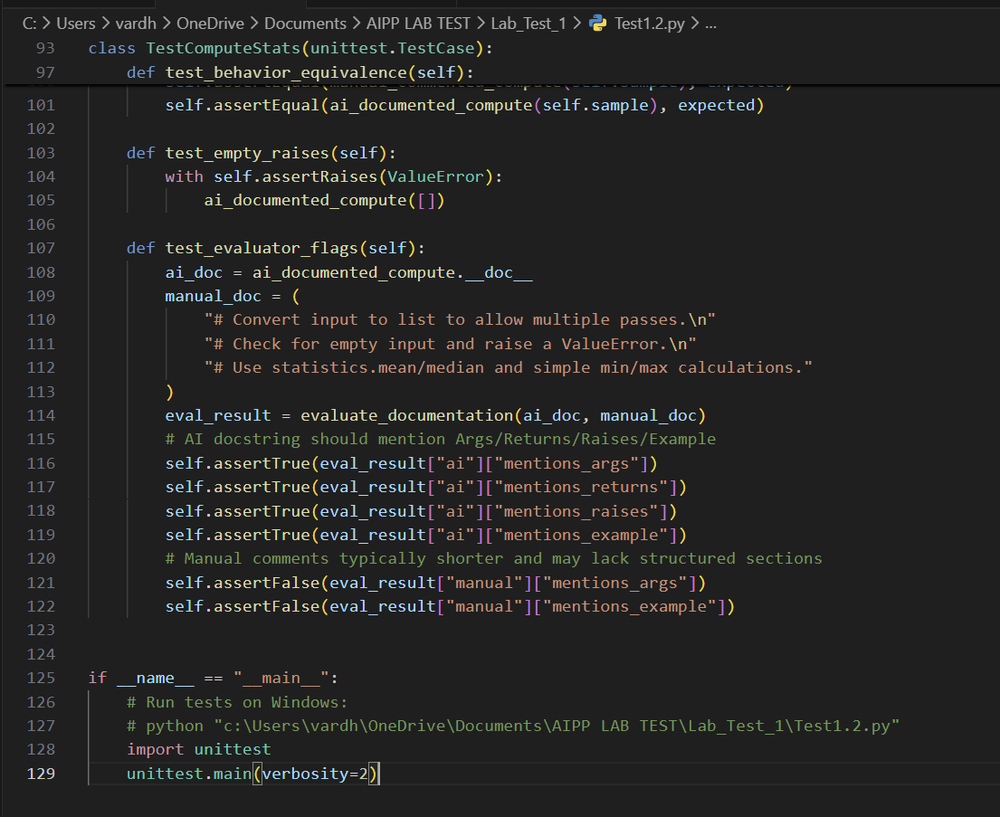 C: > Users > vardh > OneDrive > Documents > AIPP LAB TEST > Lab_Test_1 > Test1.2.py > ...
93 class TestComputeStats(unittest.TestCase):
97     def test_behavior_equivalence(self):
101         self.assertEqual(ai_documented_compute(self.sample), expected)
102
103     def test_empty_raises(self):
104         with self.assertRaises(ValueError):
105             ai_documented_compute([])
106
107     def test_evaluator_flags(self):
108         ai_doc = ai_documented_compute.__doc__
109         manual_doc = (
110             "# Convert input to list to allow multiple passes.\n"
111             "# Check for empty input and raise a ValueError.\n"
112             "# Use statistics.mean/median and simple min/max calculations."
113         )
114         eval_result = evaluate_documentation(ai_doc, manual_doc)
115         # AI docstring should mention Args/Returns/Raises/Example
116         self.assertTrue(eval_result["ai"]["mentions_args"])
117         self.assertTrue(eval_result["ai"]["mentions_returns"])
118         self.assertTrue(eval_result["ai"]["mentions_raises"])
119         self.assertTrue(eval_result["ai"]["mentions_example"])
120         # Manual comments typically shorter and may lack structured sections
121         self.assertFalse(eval_result["manual"]["mentions_args"])
122         self.assertFalse(eval_result["manual"]["mentions_example"])
123
124
125 if __name__ == "__main__":
126     # Run tests on Windows:
127     # python "c:\Users\vardh\OneDrive\Documents\AIPP LAB TEST\Lab_Test_1\Test1.2.py"
128     import unittest
129     unittest.main(verbosity=2)